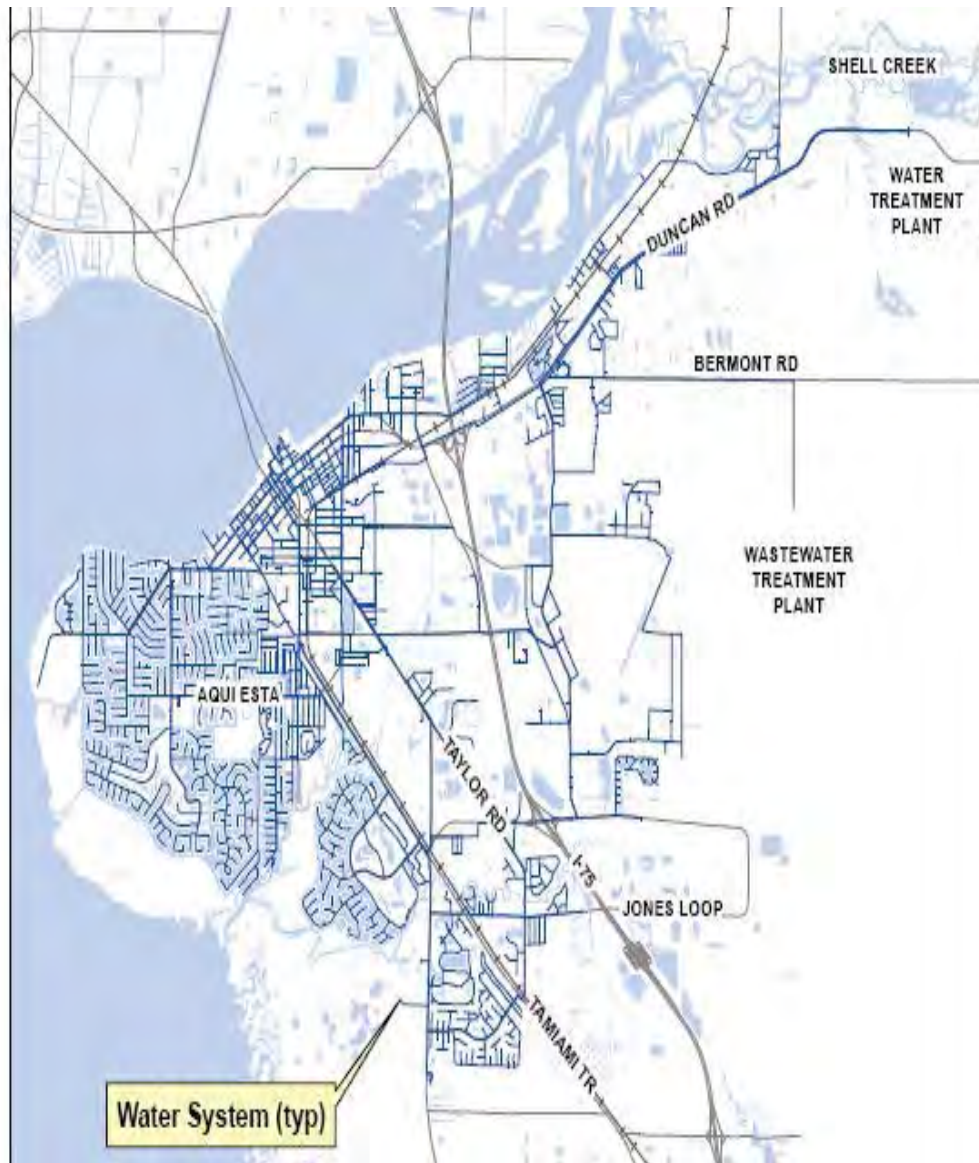 SHELL CREEK
WATER
TREATMENT
PLANT
DUNCAN RD
BERMONT RD
WASTEWATER
TREATMENT
PLANT
AQUI ESTA
TAYLOR RD
I-75
JONES LOOP
TAMIAMI TR
Water System (typ)